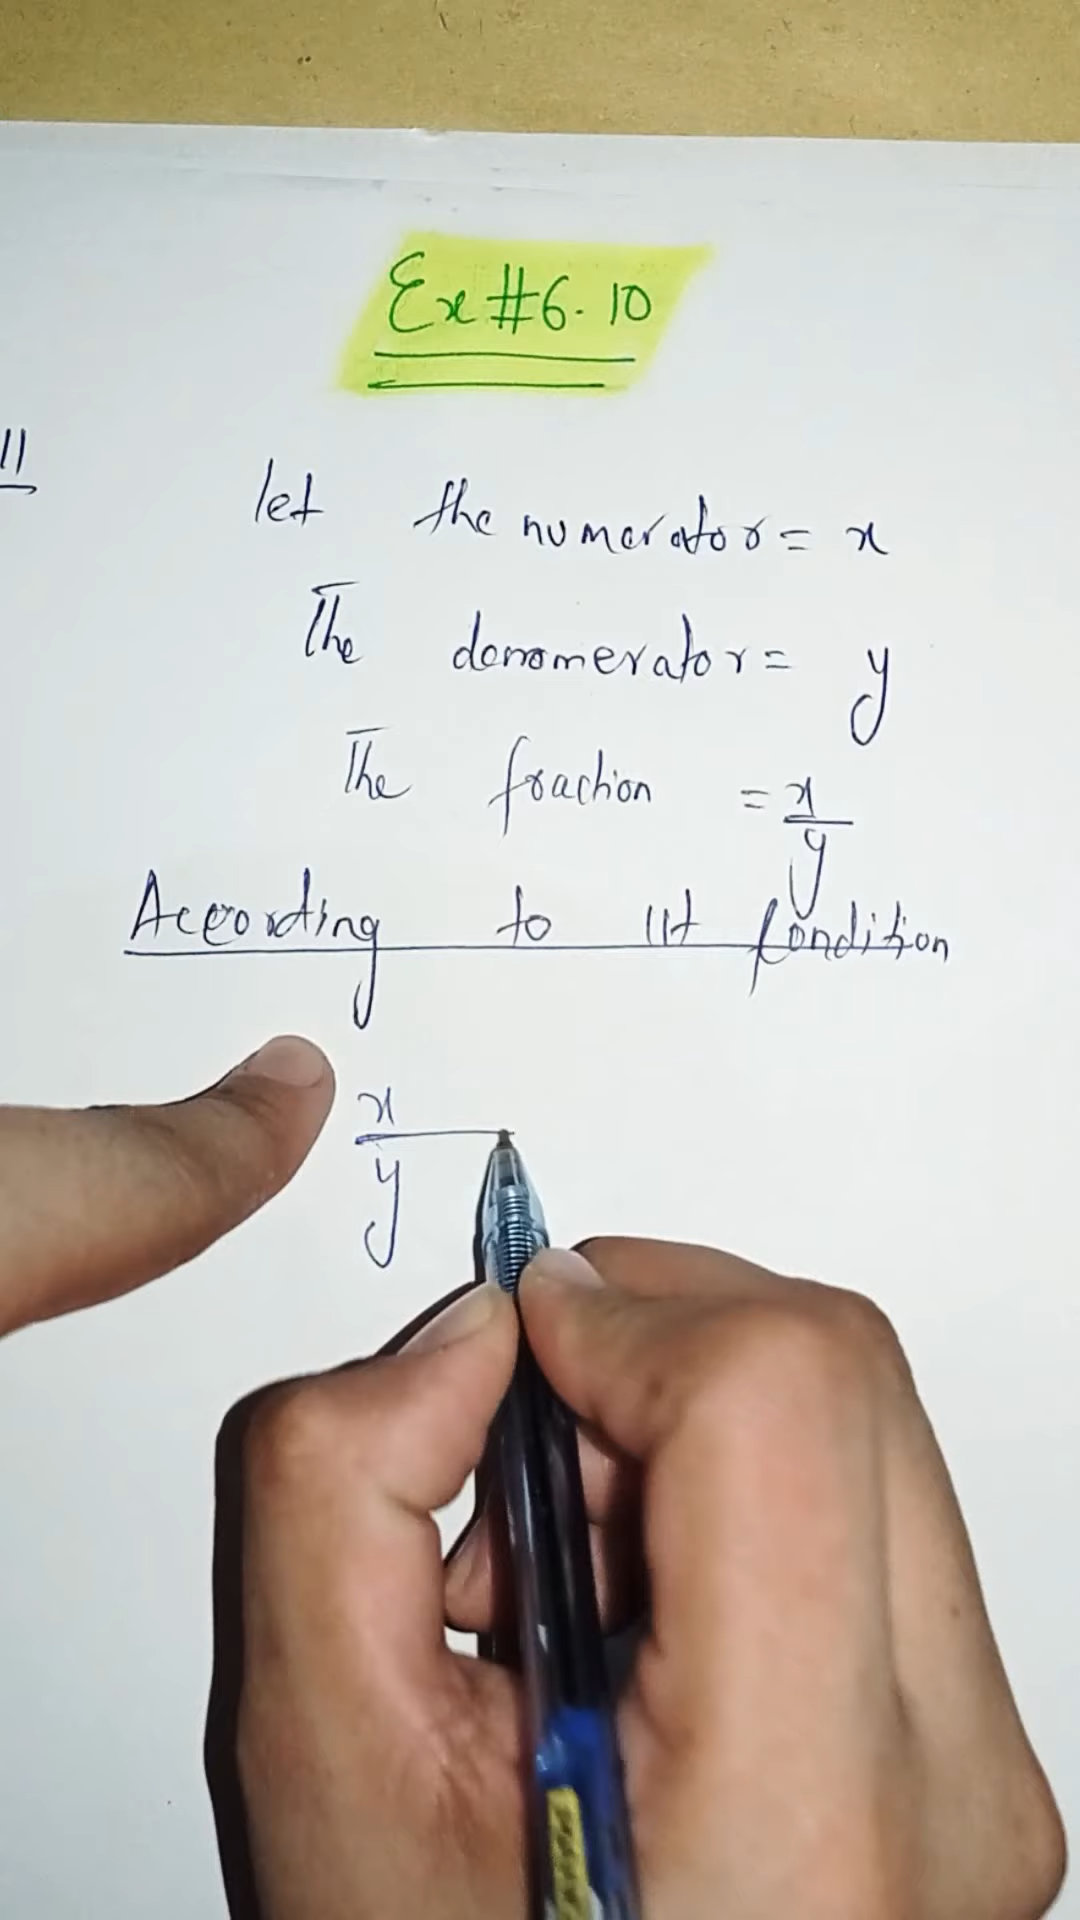 Ex#6.10
11
let the numerator = x
The denomerator = y
The fraction = x/y
According to 1st Condition
x
y